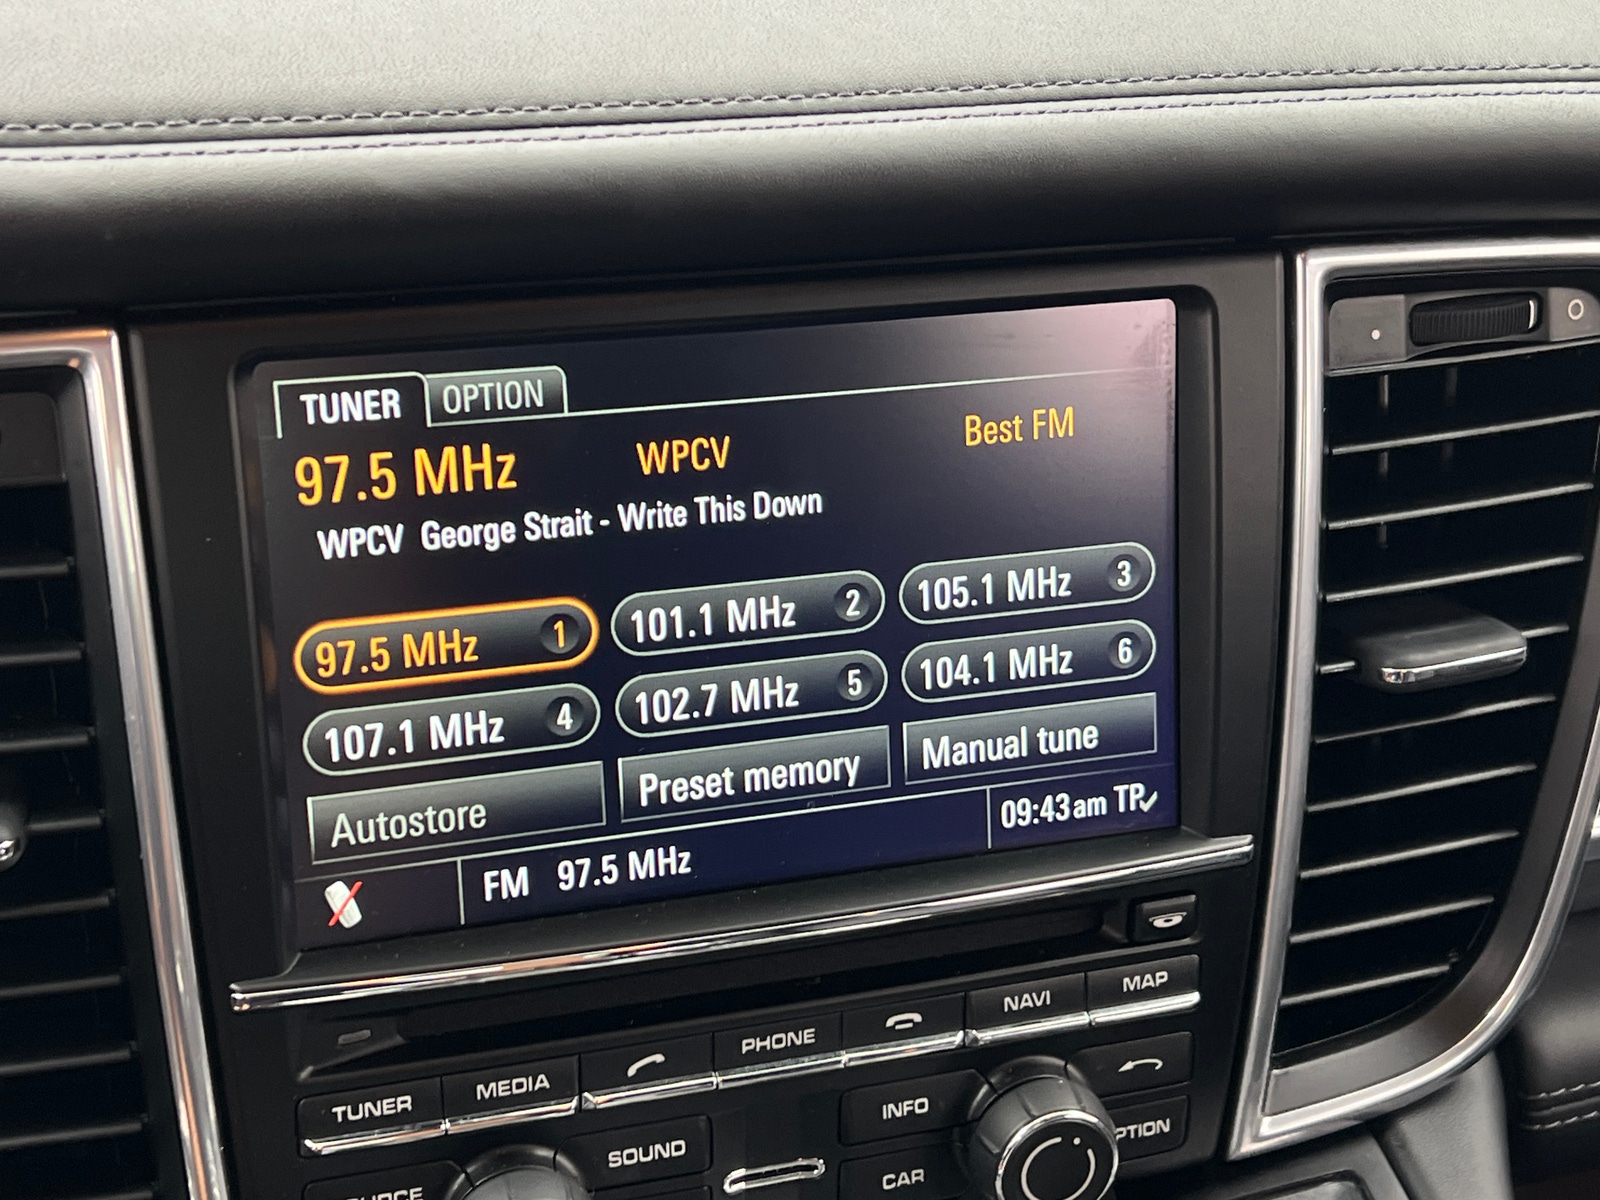 TUNER OPTION
97.5 MHz WPCV Best FM
WPCV George Strait - Write This Down
97.5 MHz 1 101.1 MHz 2 105.1 MHz 3
107.1 MHz 4 102.7 MHz 5 104.1 MHz 6
Autostore Preset memory Manual tune
FM 97.5 MHz 09:43am TP
TUNER MEDIA PHONE NAVI MAP
SOUND INFO
CAR